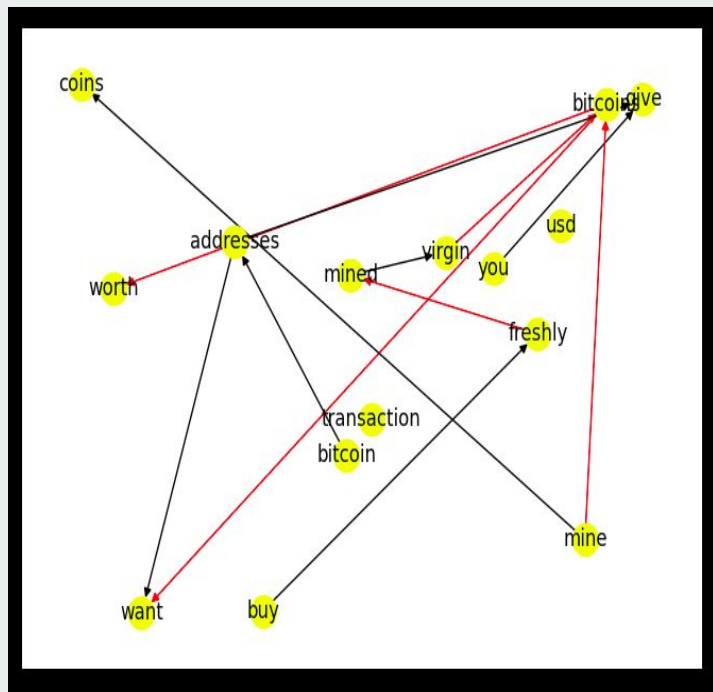 coins
bitcoins
give
usd
addresses
virgin
you
mined
worth
freshly
transaction
bitcoin
mine
want
buy